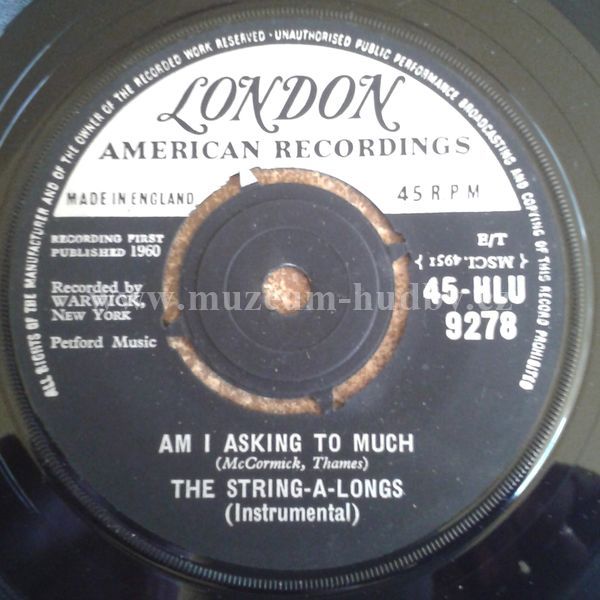 ALL RIGHTS OF THE MANUFACTURER AND OF THE OWNER OF THE RECORDED WORK RESERVED · UNAUTHORISED PUBLIC PERFORMANCE BROADCASTING AND COPYING OF THIS RECORD PROHIBITED
LONDON
AMERICAN RECORDINGS
MADE IN ENGLAND
45 R.P.M
RECORDING FIRST
PUBLISHED 1960
T/B
{ MSCI. 4951 }
Recorded by
WARWICK,
NEW YORK
45-HLU
9278
www.muzeum-hudby.cz
Petford Music
AM I ASKING TO MUCH
(McCormick, Thames)
THE STRING-A-LONGS
(Instrumental)